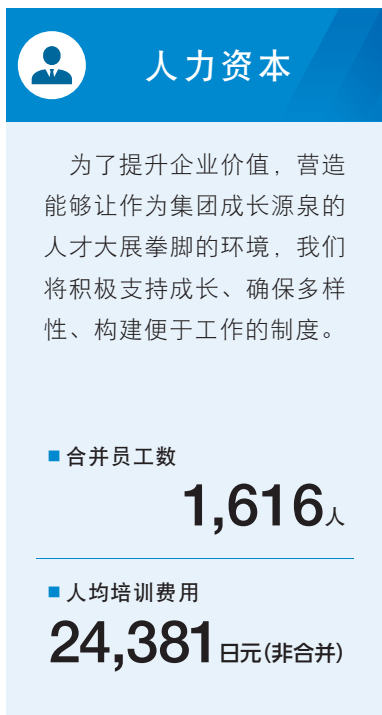 人力资本
为了提升企业价值，营造
能够让作为集团成长源泉的
人才大展拳脚的环境，我们
将积极支持成长、确保多样
性、构建便于工作的制度。
■合并员工数
1,616人
■人均培训费用
24,381日元(非合并)